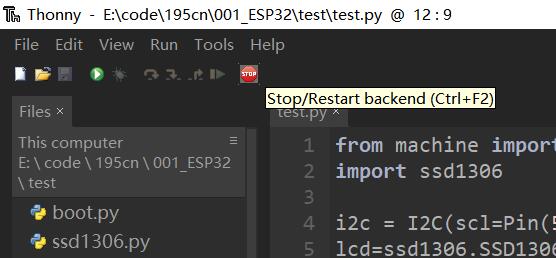 Thonny - E:\code\195cn\001_ESP32\test\test.py @ 12:9
File Edit View Run Tools Help
STOP
Stop/Restart backend (Ctrl+F2)
Files ×
test.py ×
This computer
E: \ code \ 195cn \ 001_ESP32
\ test
boot.py
ssd1306.py
1 from machine import
2 import ssd1306
3
4 i2c = I2C(scl=Pin(5
5 lcd=ssd1306.SSD1306